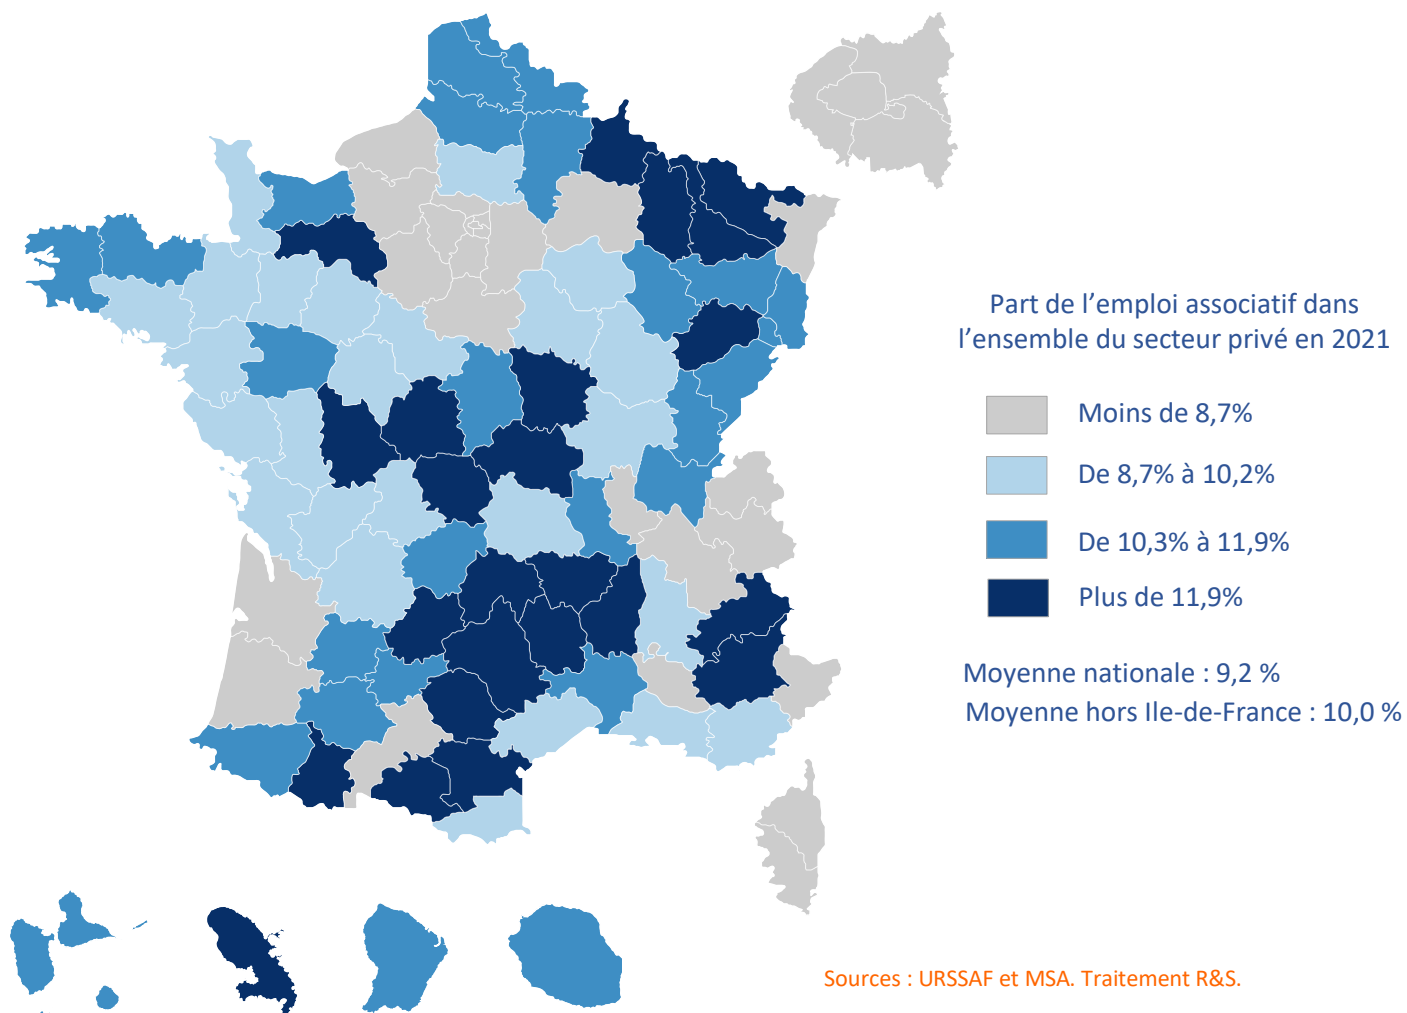 Part de l’emploi associatif dans
l’ensemble du secteur privé en 2021
Moins de 8,7%
De 8,7% à 10,2%
De 10,3% à 11,9%
Plus de 11,9%
Moyenne nationale : 9,2 %
Moyenne hors Ile-de-France : 10,0 %
Sources : URSSAF et MSA. Traitement R&S.